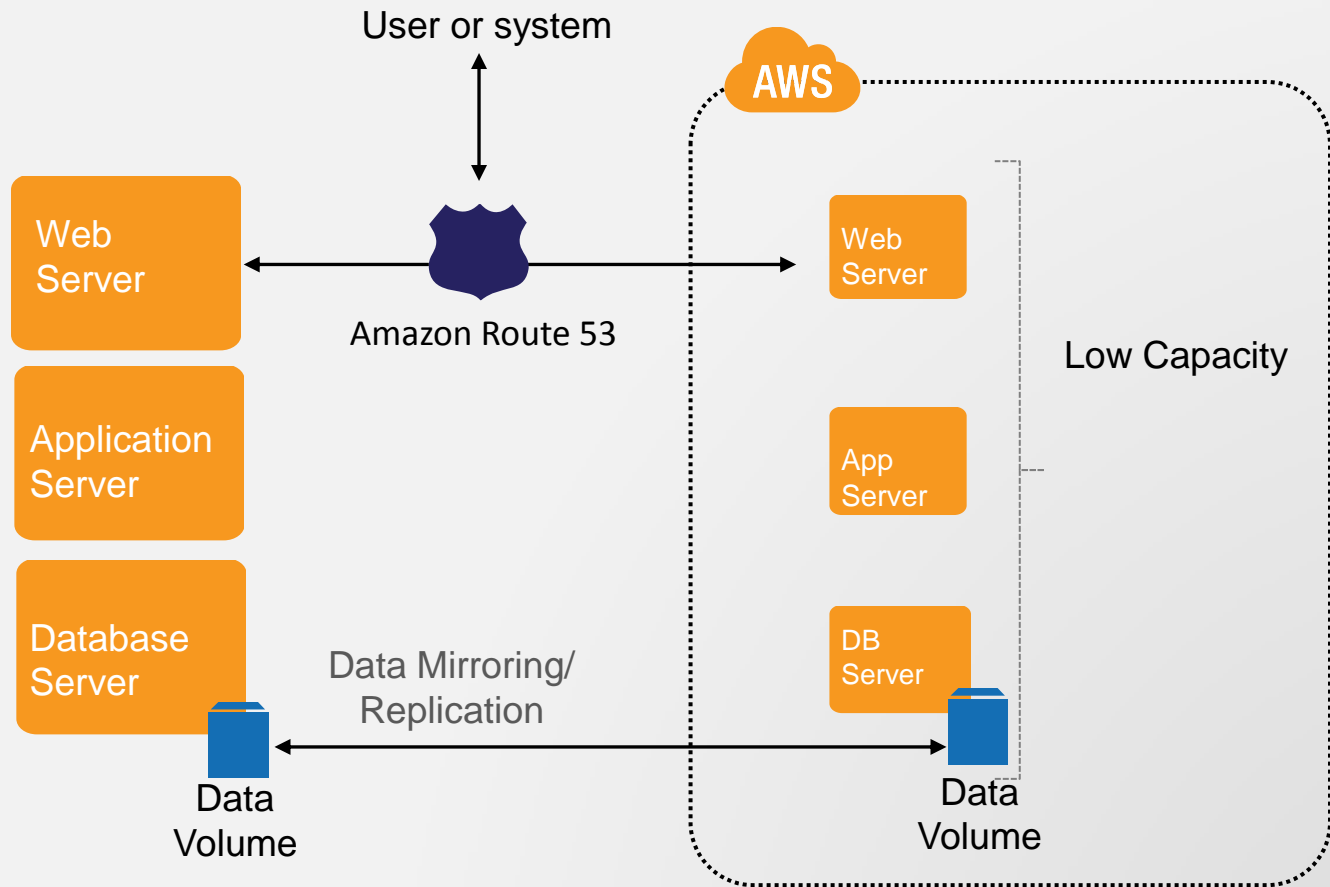 User or system
AWS
Web
Server
Amazon Route 53
Web
Server
Low Capacity
Application
Server
App
Server
Database
Server
Data Mirroring/
Replication
DB
Server
Data
Volume
Data
Volume